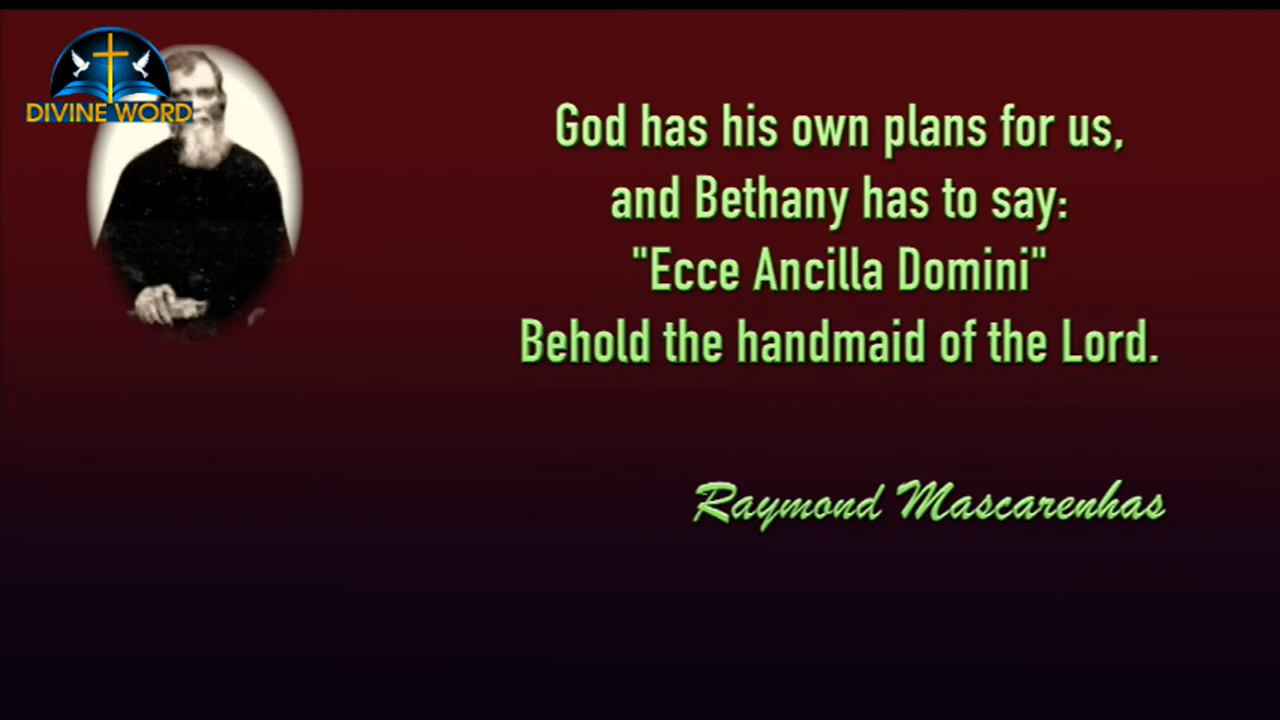 DIVINE WORD
God has his own plans for us,
and Bethany has to say:
"Ecce Ancilla Domini"
Behold the handmaid of the Lord.
Raymond Mascarenhas